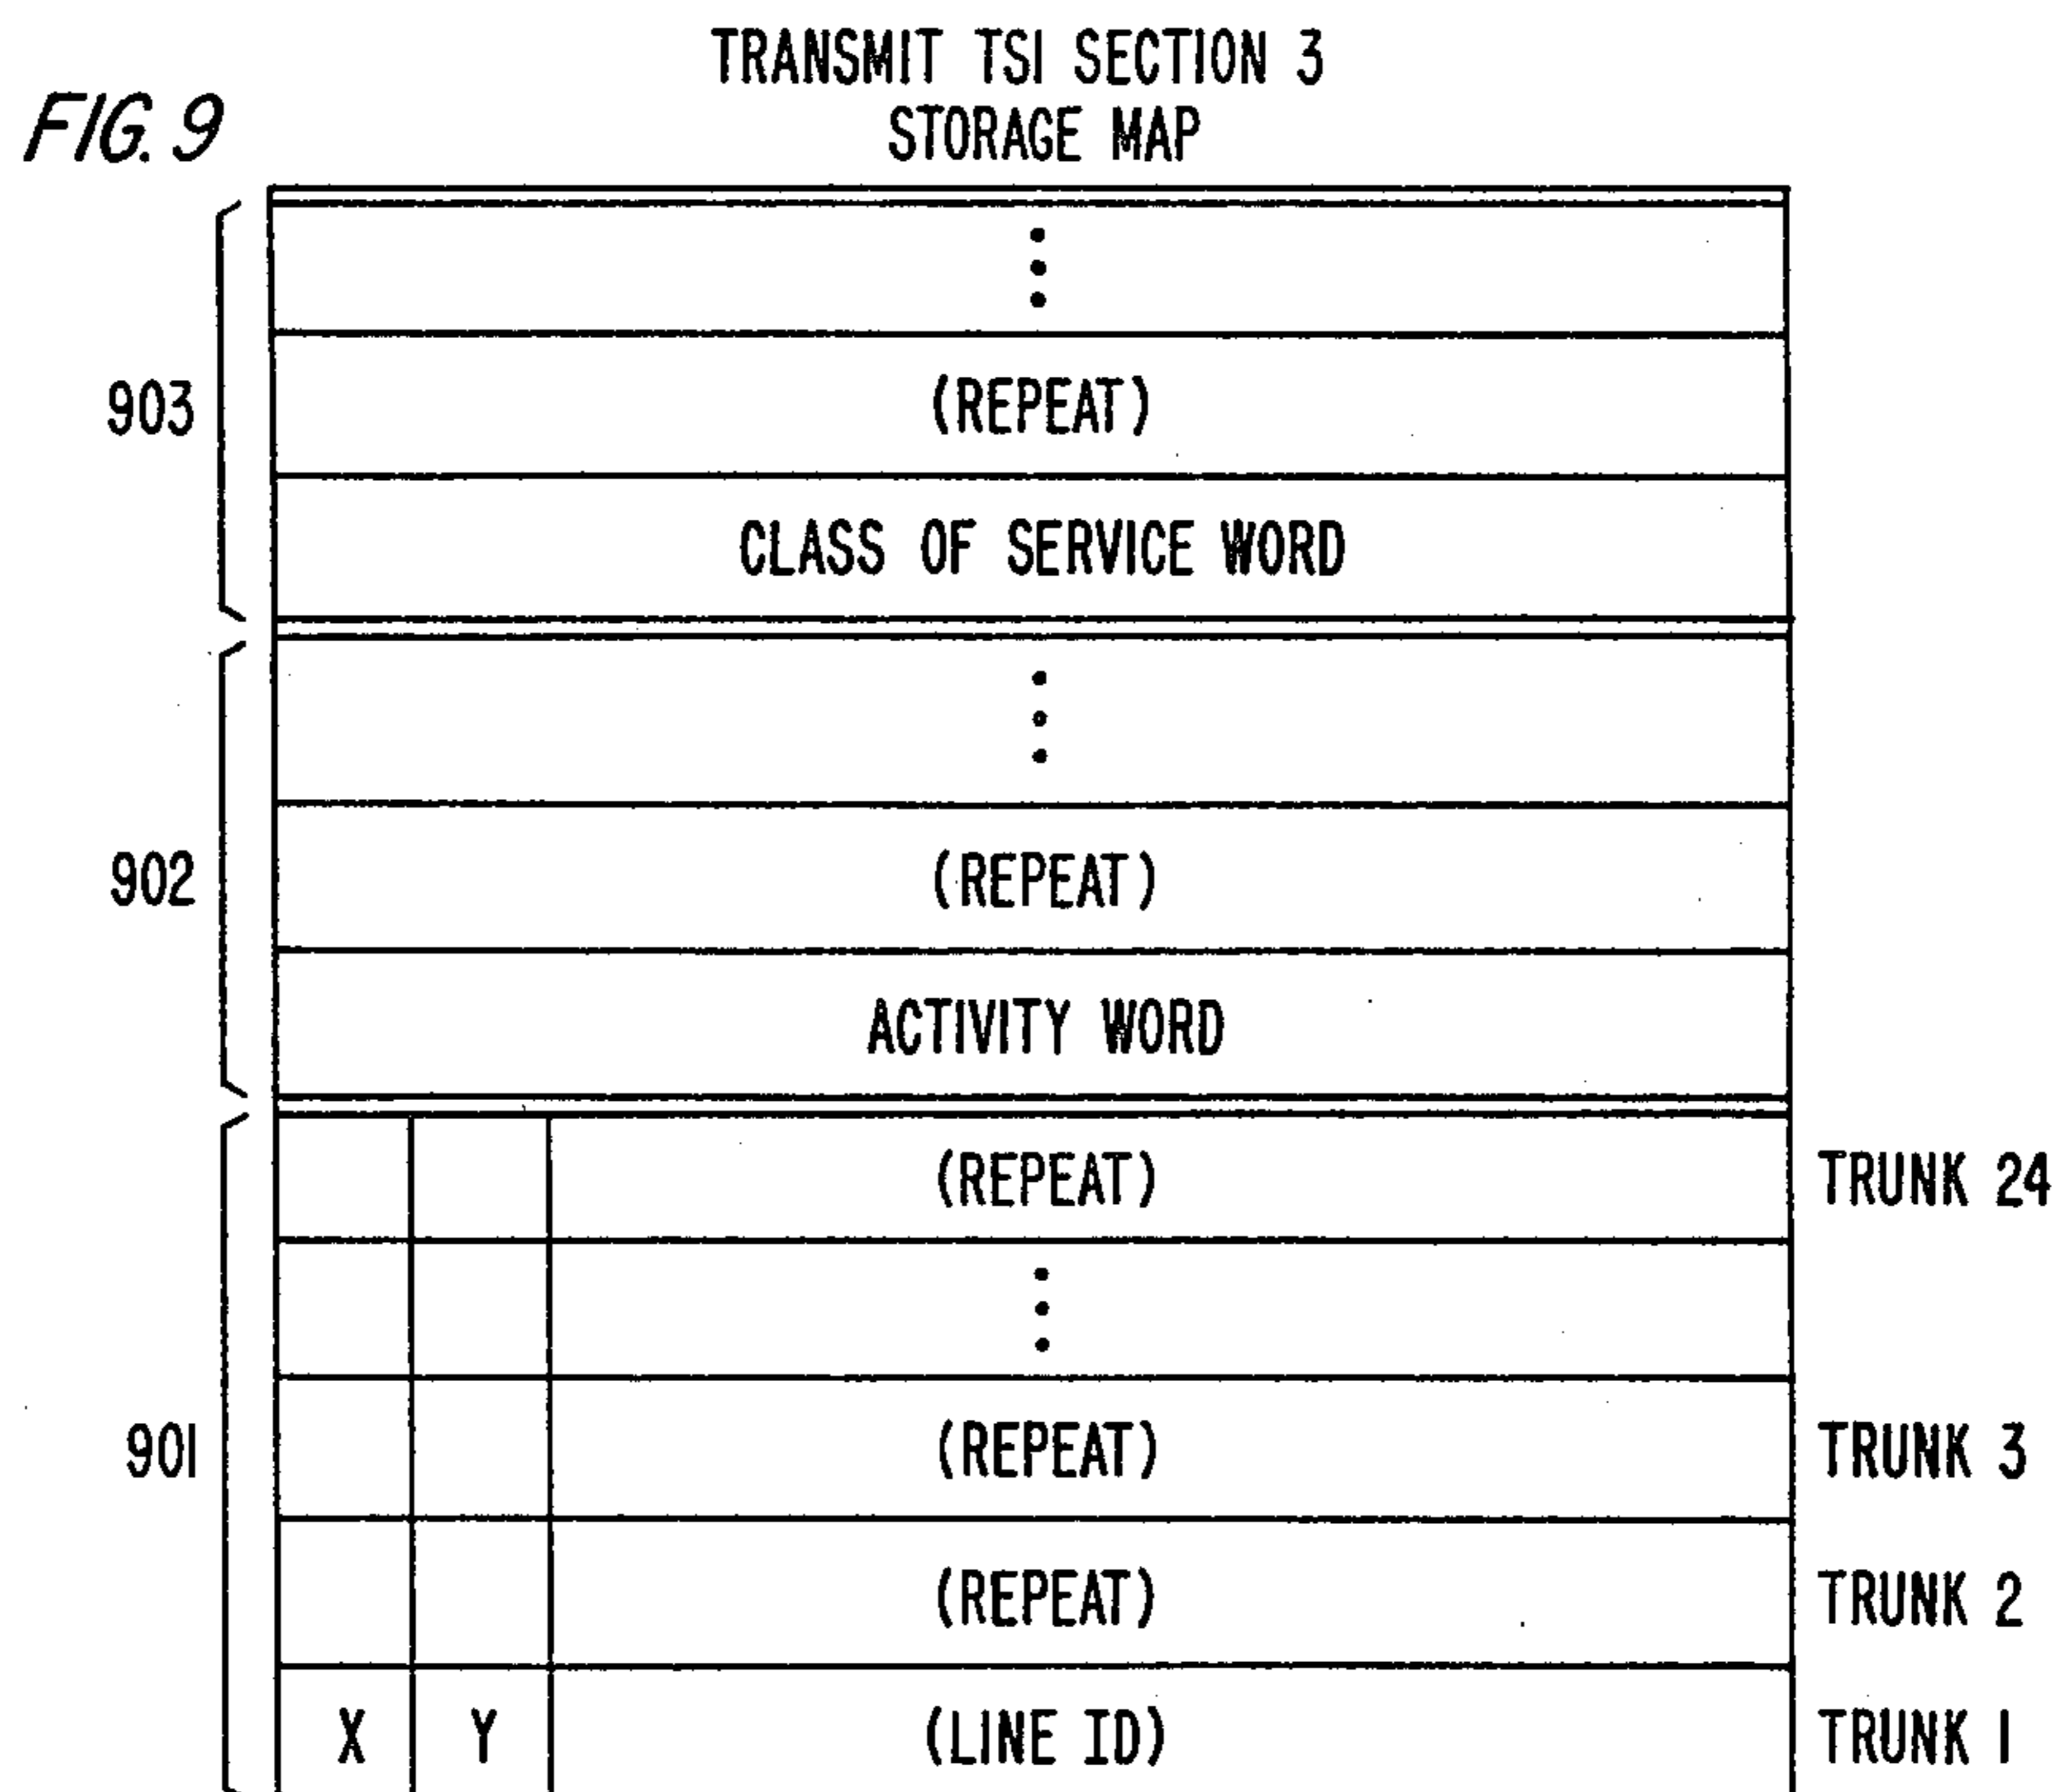 TRANSMIT TSI SECTION 3
STORAGE MAP
FIG. 9
903
(REPEAT)
CLASS OF SERVICE WORD
902
(REPEAT)
ACTIVITY WORD
901
(REPEAT) TRUNK 24
(REPEAT) TRUNK 3
(REPEAT) TRUNK 2
X Y (LINE ID) TRUNK 1